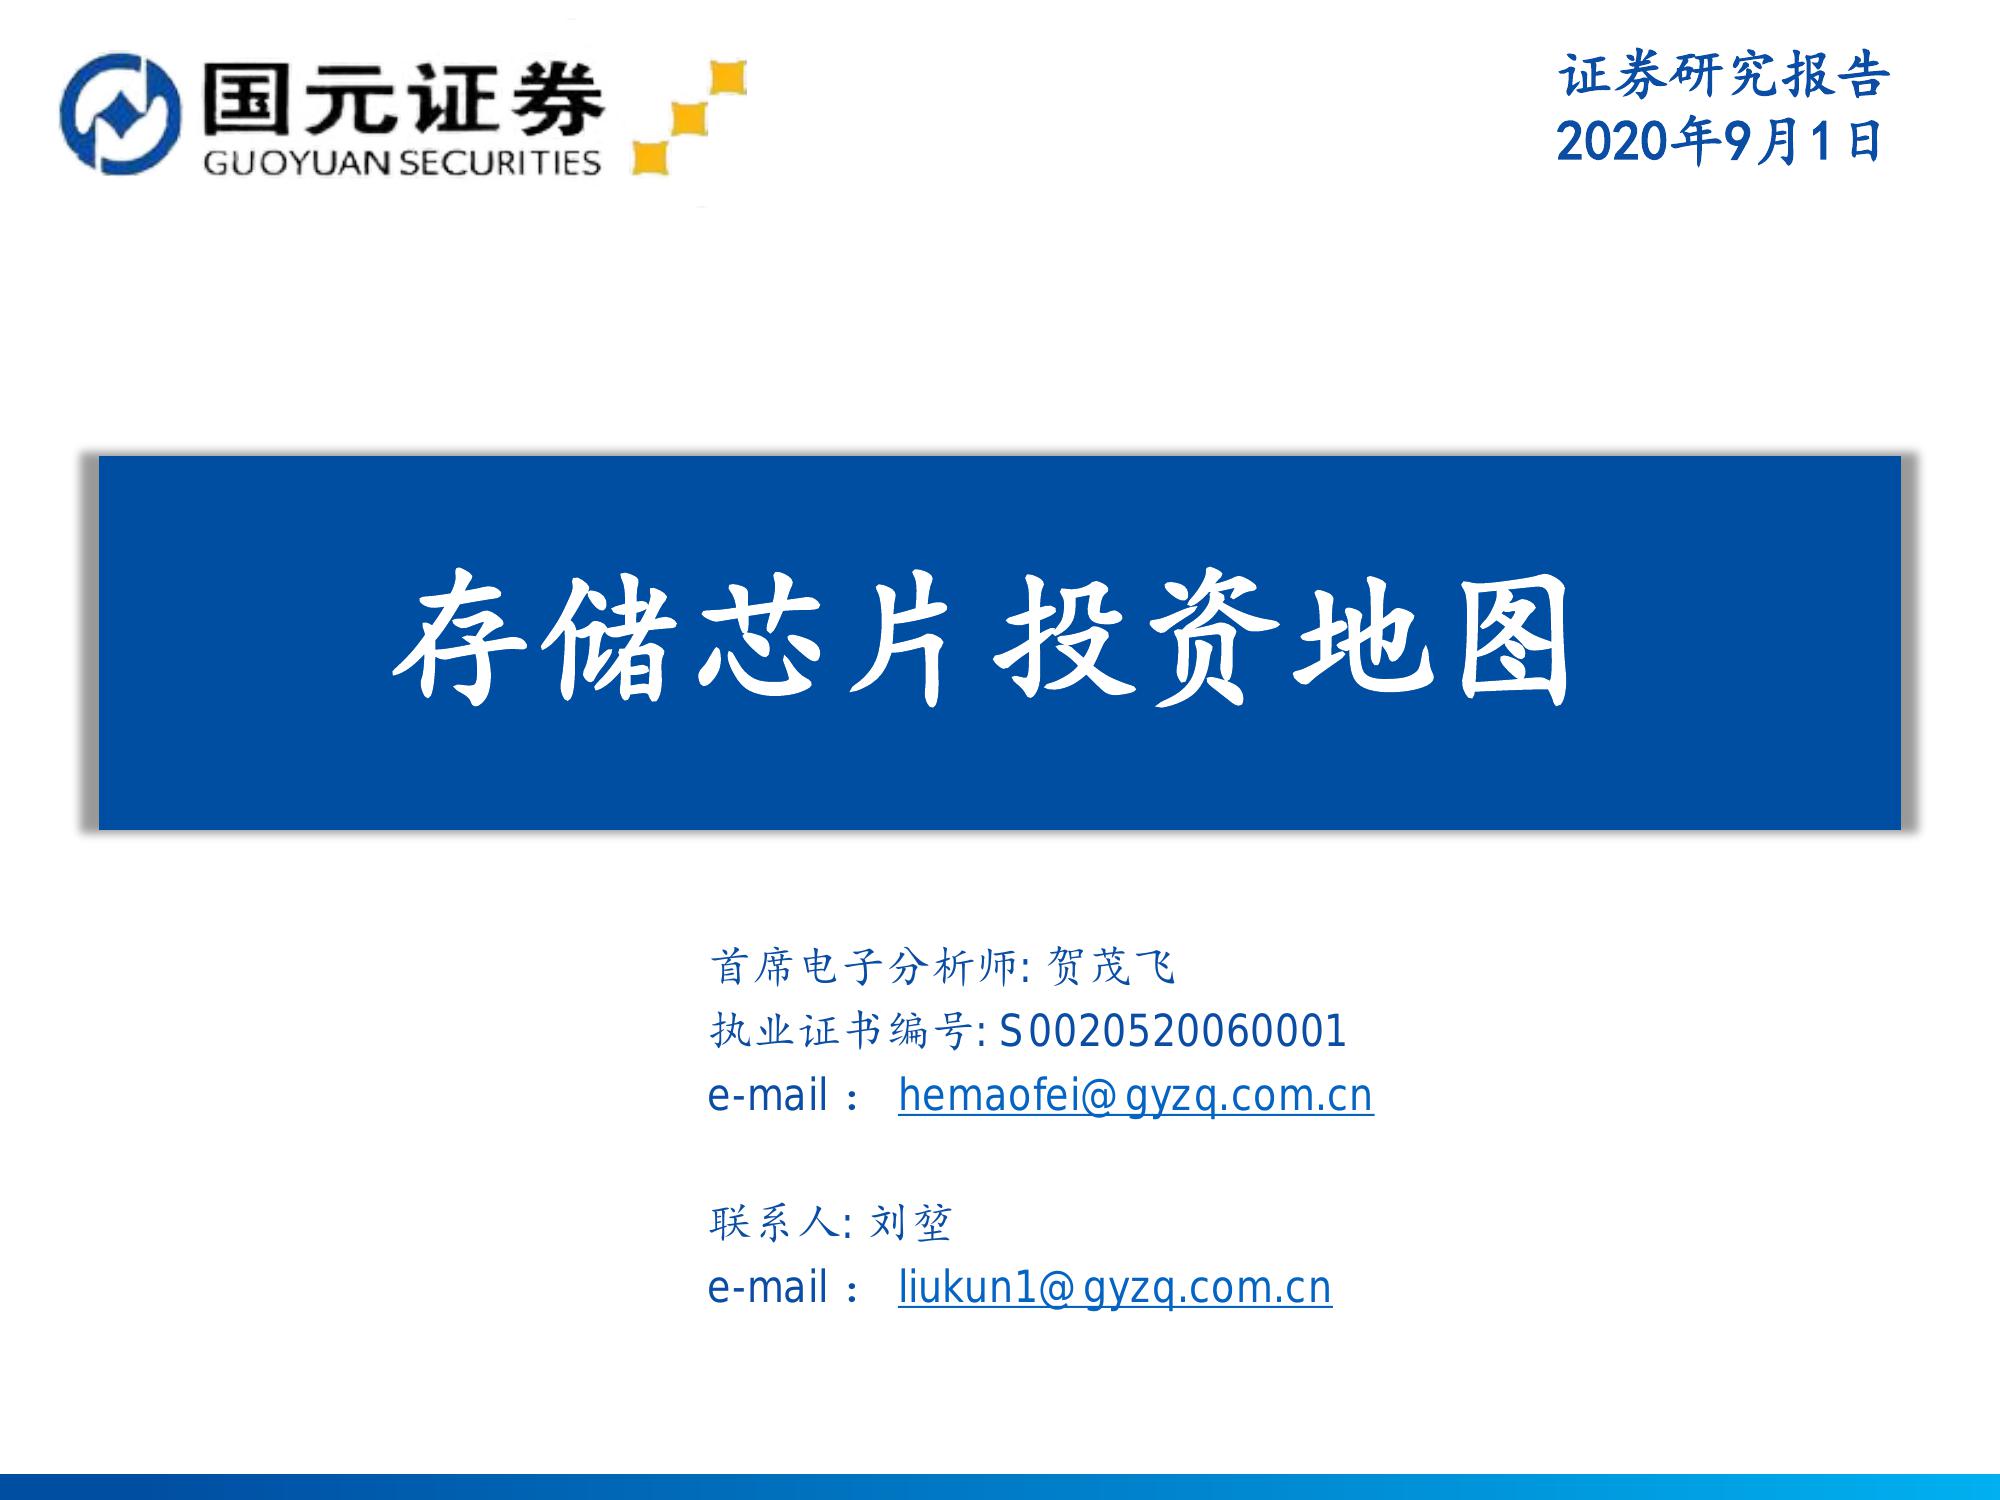 国元证券
GUOYUAN SECURITIES
证券研究报告
2020年9月1日
存储芯片投资地图
首席电子分析师: 贺茂飞
执业证书编号: S0020520060001
e-mail： hemaofei@gyzq.com.cn
联系人: 刘堃
e-mail： liukun1@gyzq.com.cn